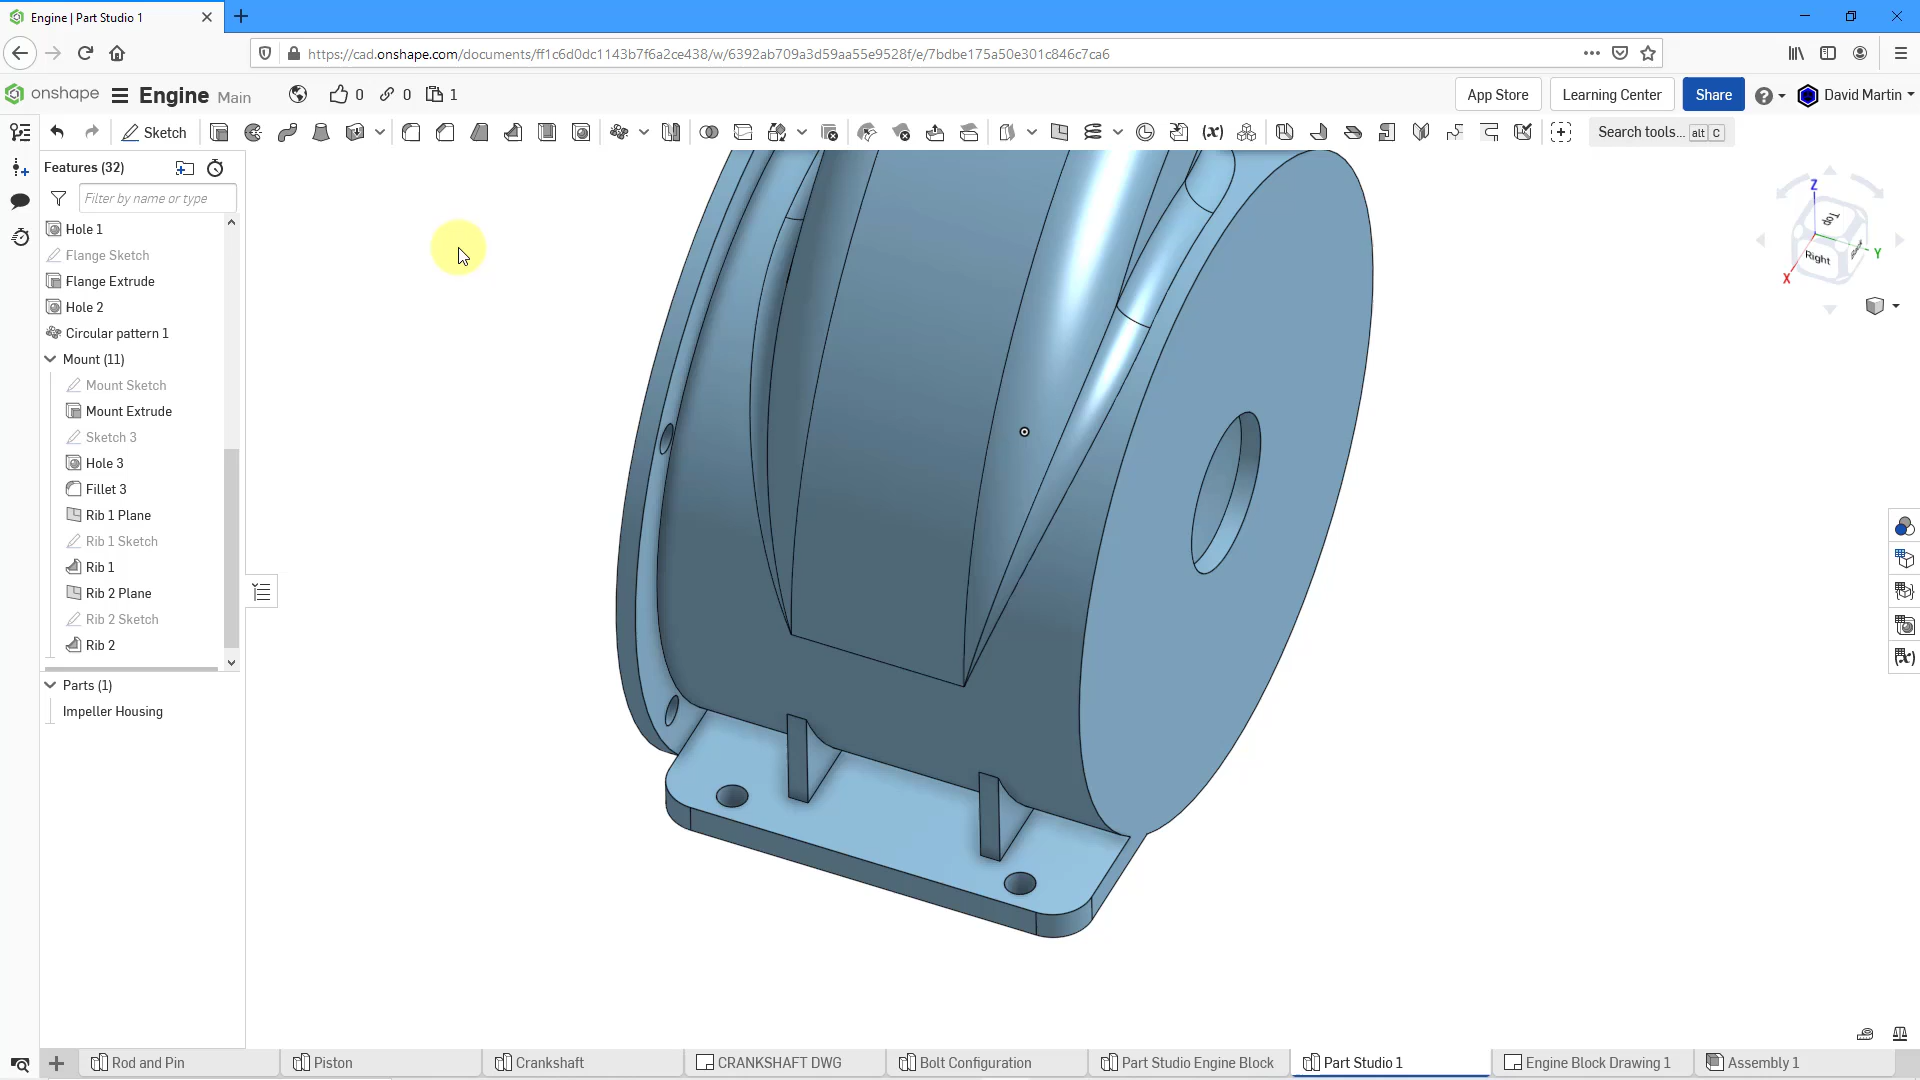 Engine | Part Studio 1
https://cad.onshape.com/documents/ff1c6d0dc1143b7f6a2ce438/w/6392ab709a3d59aa55e9528f/e/7bdbe175a50e301c846c7ca6
onshape Engine Main 0 0 1 App Store Learning Center Share David Martin
Sketch (x) Search tools... alt C
Features (32)
Filter by name or type
Hole 1
Flange Sketch
Flange Extrude
Hole 2
Circular pattern 1
Mount (11)
Mount Sketch
Mount Extrude
Sketch 3
Hole 3
Fillet 3
Rib 1 Plane
Rib 1 Sketch
Rib 1
Rib 2 Plane
Rib 2 Sketch
Rib 2
Parts (1)
Impeller Housing
Z
Top
Right
Y
X
Rod and Pin
Piston
Crankshaft
CRANKSHAFT DWG
Bolt Configuration
Part Studio Engine Block
Part Studio 1
Engine Block Drawing 1
Assembly 1